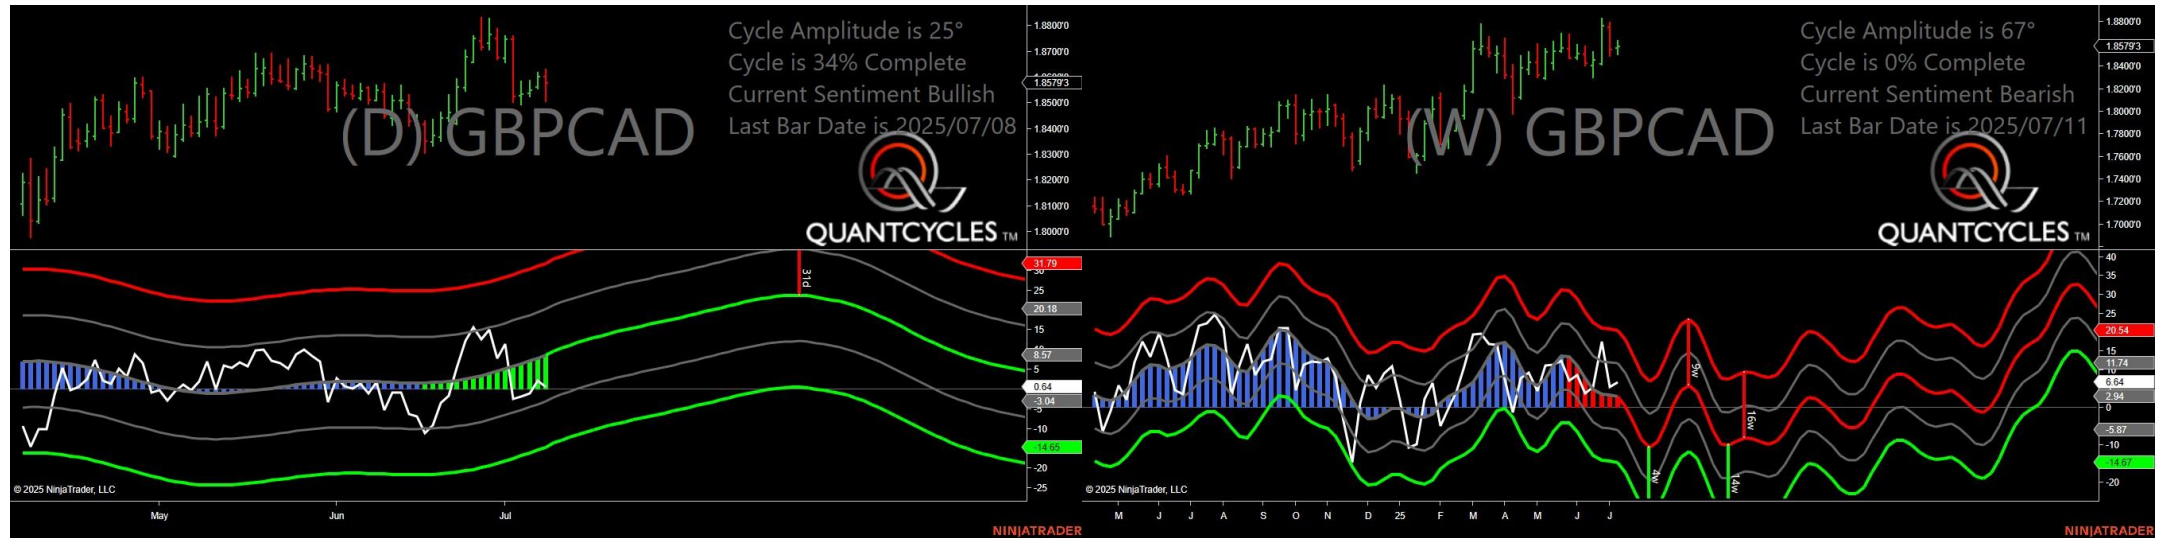 Cycle Amplitude is 25°
Cycle is 34% Complete
Current Sentiment Bullish
Last Bar Date is 2025/07/08
(D) GBPCAD
QUANTCYCLES TM
1.8800'0
1.8700'0
1.8579'3
1.8500'0
1.8400'0
1.8300'0
1.8200'0
1.8100'0
1.8000'0
31d
31.79
30
25
20.18
15
8.57
0.64
-3.04
-5
-10
-14.65
-20
-25
© 2025 NinjaTrader, LLC
May
Jun
Jul
NINJATRADER
Cycle Amplitude is 67°
Cycle is 0% Complete
Current Sentiment Bearish
Last Bar Date is 2025/07/11
(W) GBPCAD
QUANTCYCLES TM
1.8800'0
1.8579'3
1.8400'0
1.8200'0
1.8000'0
1.7800'0
1.7600'0
1.7400'0
1.7200'0
1.7000'0
9w
16w
4w
14w
40
35
30
25
20.54
15
11.74
6.64
2.94
0
-5.87
-10
-14.67
-20
© 2025 NinjaTrader, LLC
M J J A S O N D 25 F M A M J J
NINJATRADER